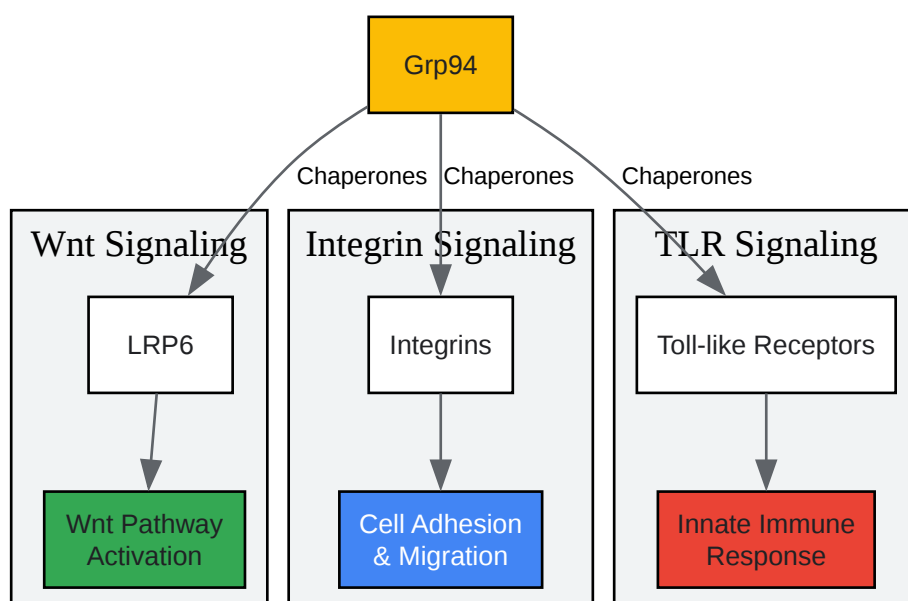 Grp94
Chaperones Chaperones Chaperones
Wnt Signaling Integrin Signaling TLR Signaling
LRP6 Integrins Toll-like Receptors
Wnt Pathway
Activation
Cell Adhesion
& Migration
Innate Immune
Response